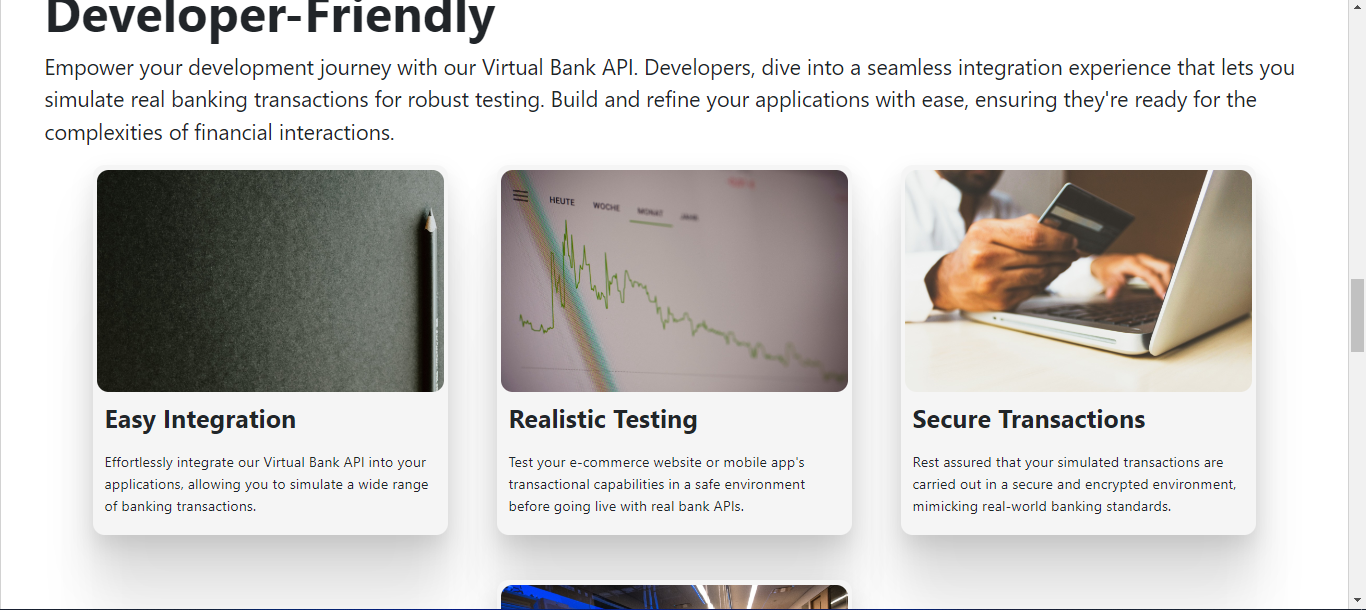 Developer-Friendly
Empower your development journey with our Virtual Bank API. Developers, dive into a seamless integration experience that lets you
simulate real banking transactions for robust testing. Build and refine your applications with ease, ensuring they're ready for the
complexities of financial interactions.
HEUTE WOCHE MONAT JAHR
Easy Integration
Effortlessly integrate our Virtual Bank API into your
applications, allowing you to simulate a wide range
of banking transactions.
Realistic Testing
Test your e-commerce website or mobile app's
transactional capabilities in a safe environment
before going live with real bank APIs.
Secure Transactions
Rest assured that your simulated transactions are
carried out in a secure and encrypted environment,
mimicking real-world banking standards.